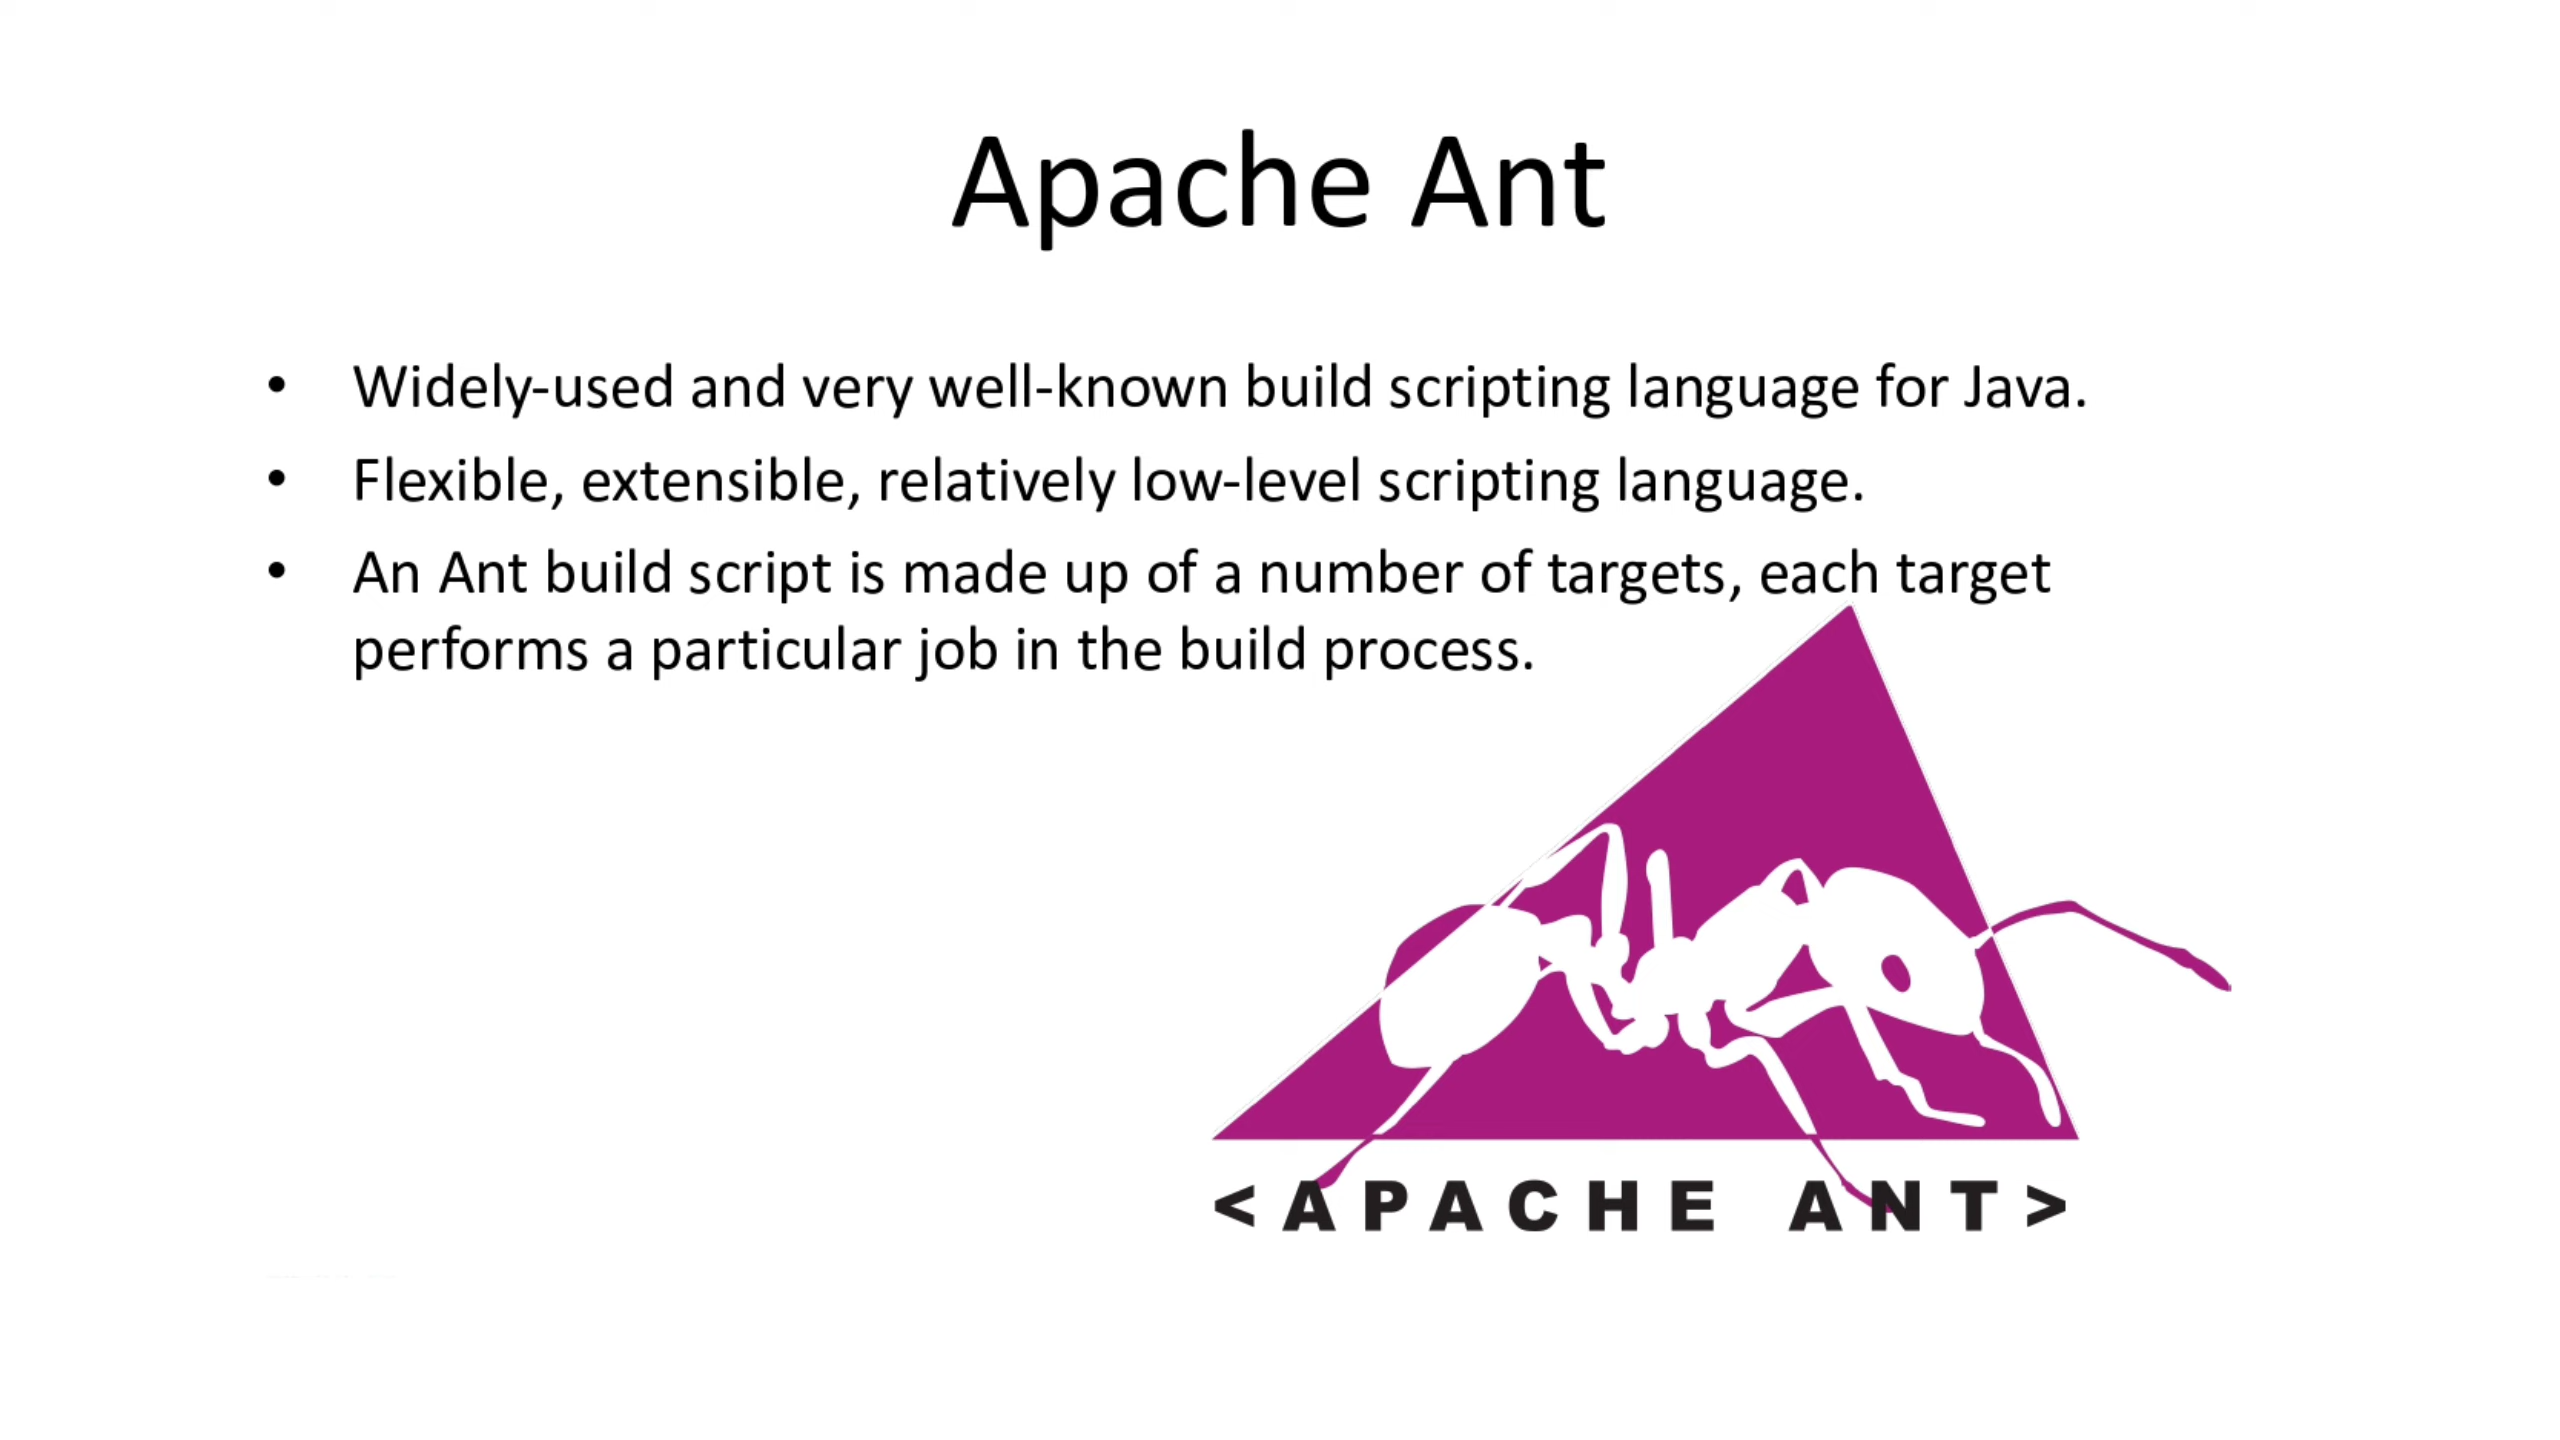 Apache Ant
• Widely-used and very well-known build scripting language for Java.
• Flexible, extensible, relatively low-level scripting language.
• An Ant build script is made up of a number of targets, each target
performs a particular job in the build process.
<APACHE ANT>